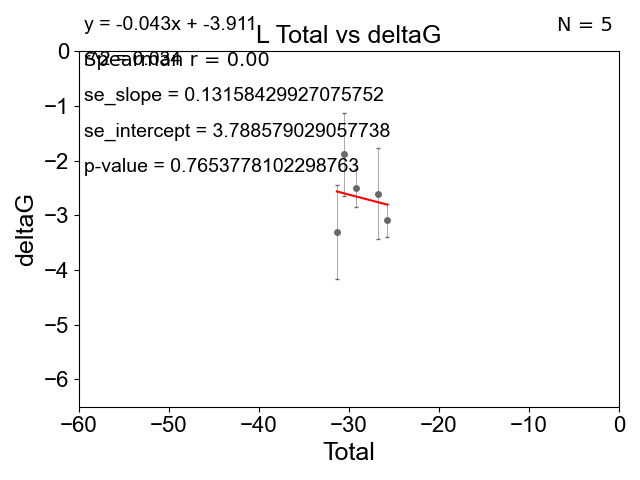 y = -0.043x + -3.911
N = 5
L Total vs deltaG
Spearman r = 0.00
se_slope = 0.13158429927075752
se_intercept = 3.788579029057738
p-value = 0.7653778102298763
deltaG
0
−1
−2
−3
−4
−5
−6
−60
−50
−40
−30
−20
−10
0
Total